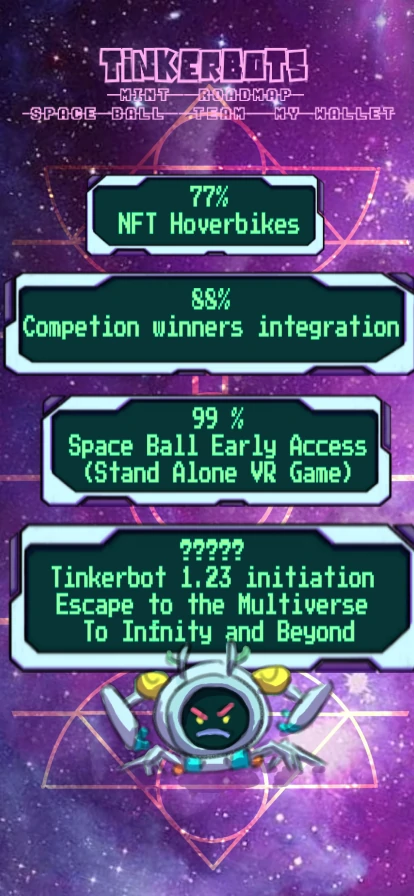 TINKERBOTS
MINT ROADMAP
SPACE BALL TEAM MY WALLET
77%
NFT Hoverbikes
88%
Competion winners integration
99 %
Space Ball Early Access
(Stand Alone VR Game)
?????
Tinkerbot 1.23 initiation
Escape to the Multiverse
To Infnity and Beyond